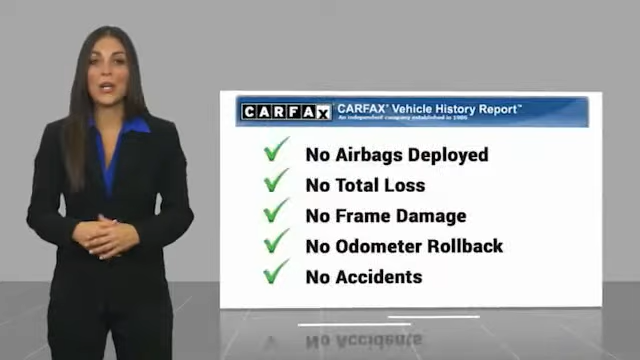 CARFAX CARFAX Vehicle History Report™
An independent company established in 1986
No Airbags Deployed
No Total Loss
No Frame Damage
No Odometer Rollback
No Accidents